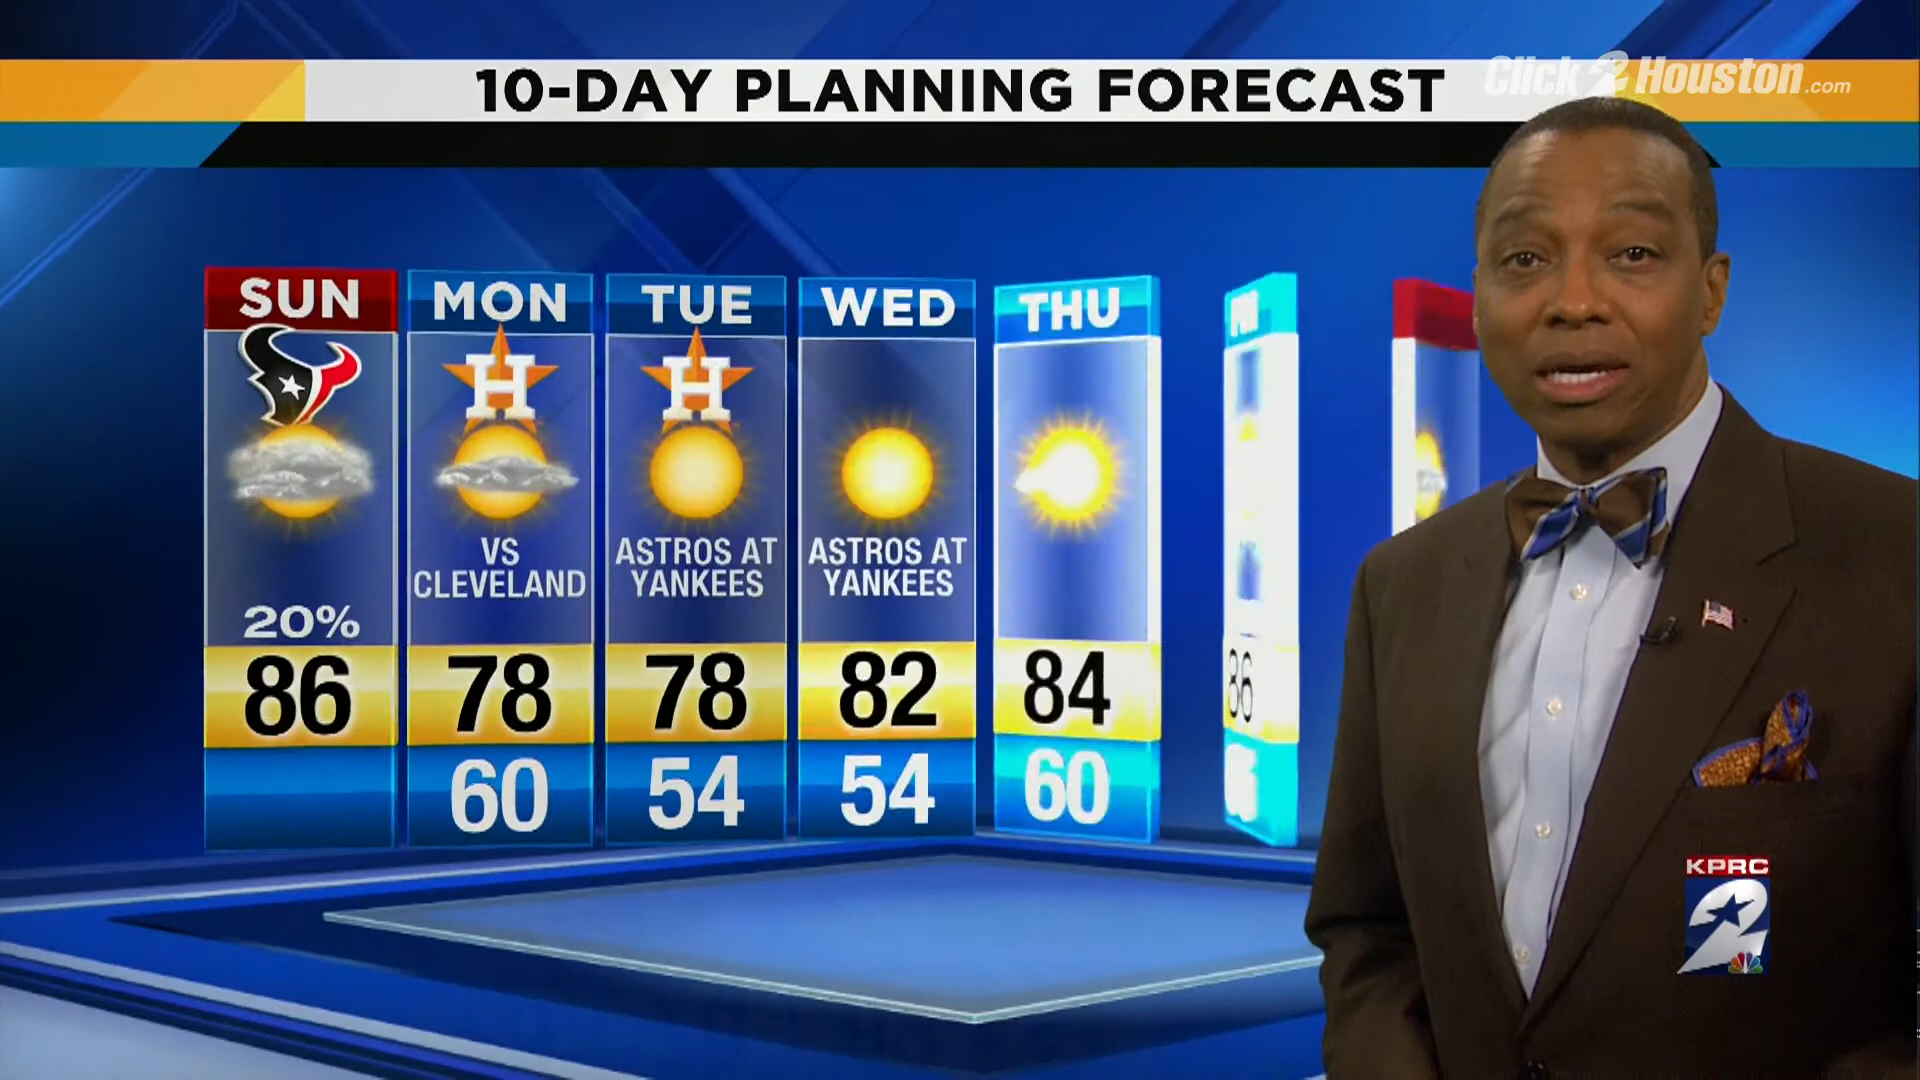 Click2Houston.com
10-DAY PLANNING FORECAST
SUN
20%
86
MON
H
VS
CLEVELAND
78
60
TUE
H
ASTROS AT
YANKEES
78
54
WED
ASTROS AT
YANKEES
82
54
THU
84
60
86
KPRC
2